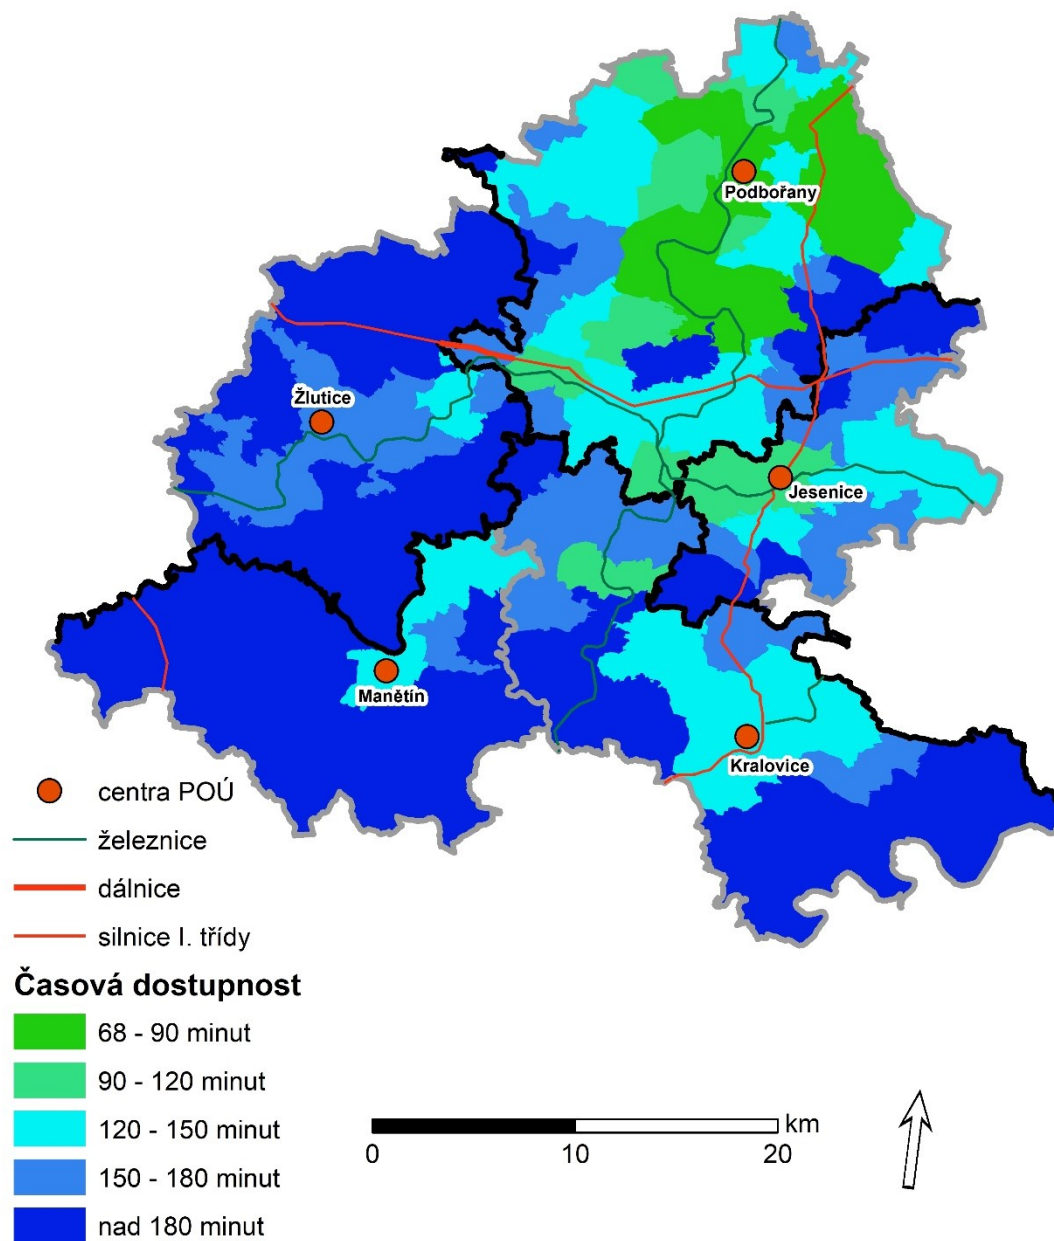 Podbořany
Žlutice
Jesenice
Manětín
Kralovice
centra POÚ
železnice
dálnice
silnice I. třídy
Časová dostupnost
68 - 90 minut
90 - 120 minut
120 - 150 minut
150 - 180 minut
nad 180 minut
km
0 10 20